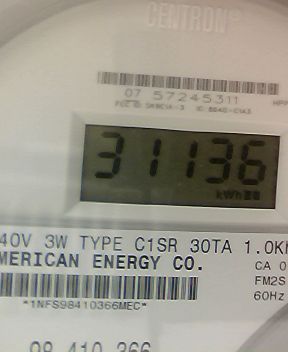 CENTRON®
07 57245311
31136
kWh
40V 3W TYPE C1SR 30TA 1.0K
MERICAN ENERGY CO.
CA 0
FM2S
60Hz
*1NFS98410366MEC*
98 410 366